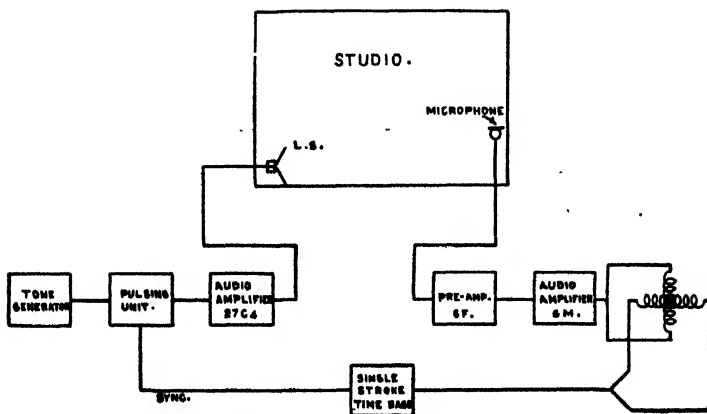 STUDIO.
MICROPHONE
L.S.
TONE
GENERATOR
PULSING
UNIT.
AUDIO
AMPLIFIER
27C4
PRE-AMP.
6F.
AUDIO
AMPLIFIER
6M.
SYNC.
SINGLE
STROKE
TIME BASE